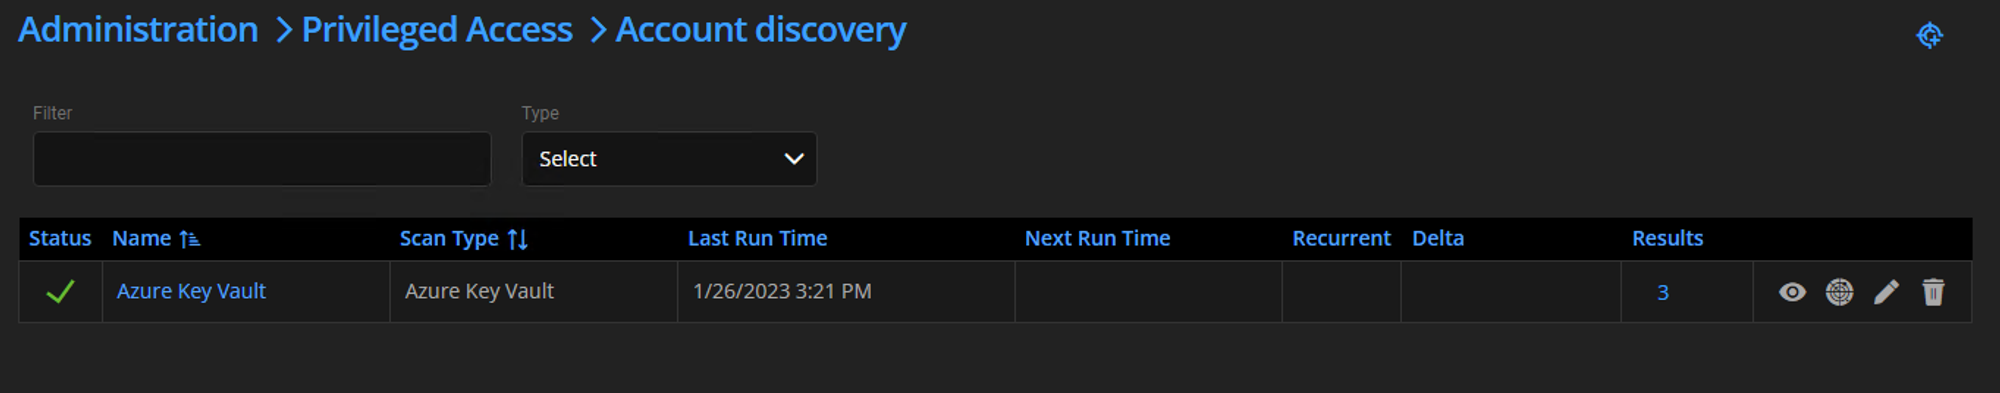 Administration > Privileged Access > Account discovery
Filter Type
Select
Status Name Scan Type Last Run Time Next Run Time Recurrent Delta Results
Azure Key Vault Azure Key Vault 1/26/2023 3:21 PM 3